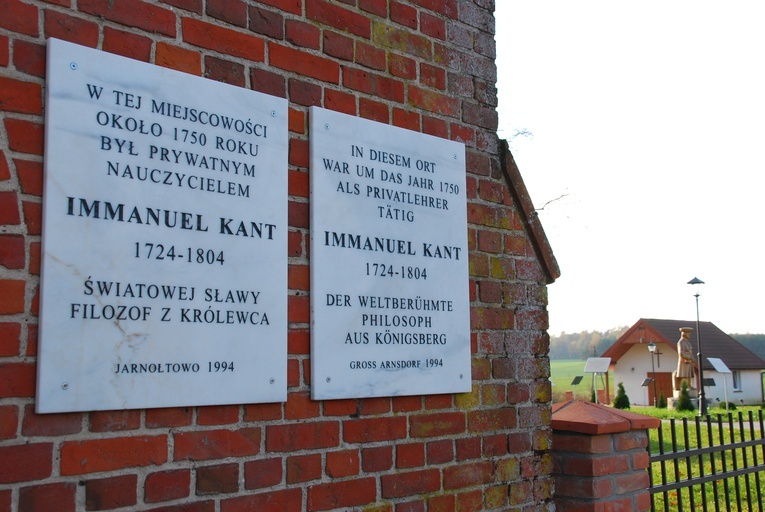 W TEJ MIEJSCOWOŚCI
OKOŁO 1750 ROKU
BYŁ PRYWATNYM
NAUCZYCIELEM
IMMANUEL KANT
1724-1804
ŚWIATOWEJ SŁAWY
FILOZOF Z KRÓLEWCA
JARNOŁTOWO 1994
IN DIESEM ORT
WAR UM DAS JAHR 1750
ALS PRIVATLEHRER
TÄTIG
IMMANUEL KANT
1724-1804
DER WELTBERÜHMTE
PHILOSOPH
AUS KÖNIGSBERG
GROSS ARNSDORF 1994